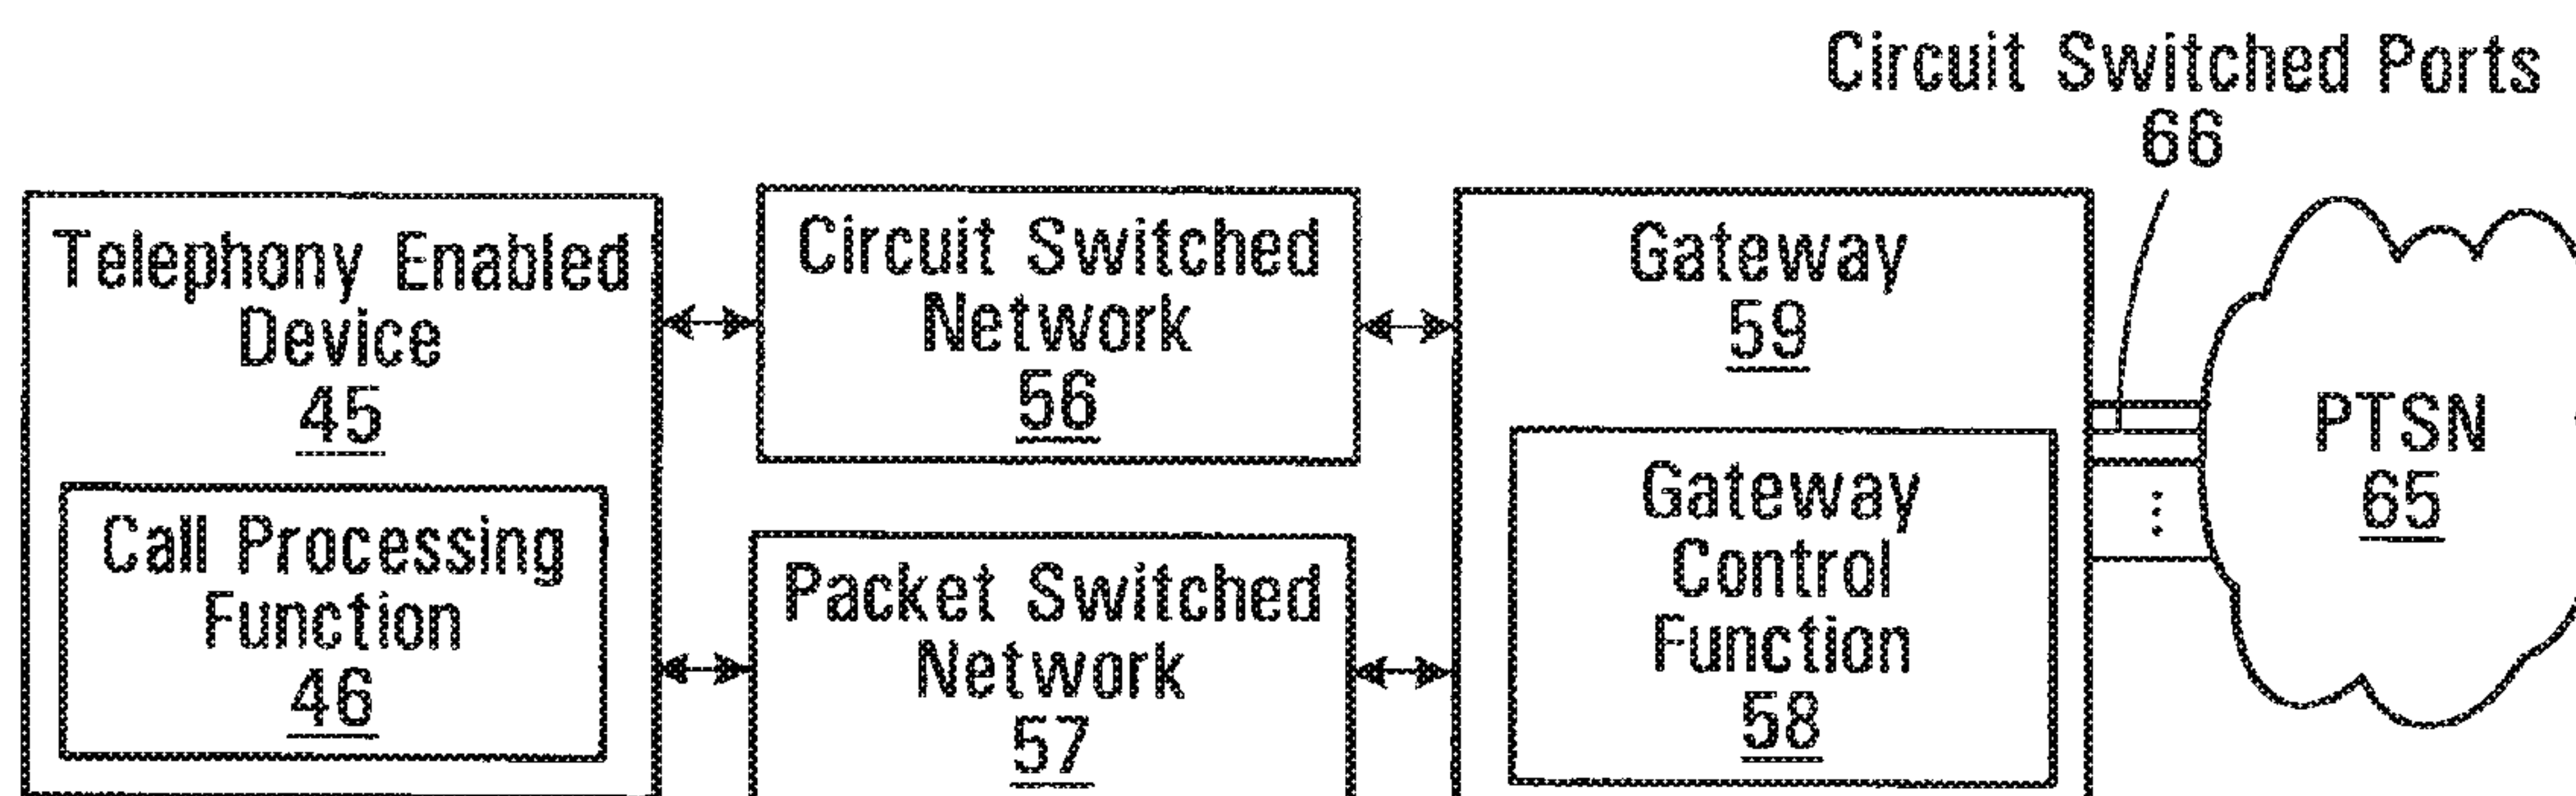 Circuit Switched Ports
66
Telephony Enabled
Device
45
Call Processing
Function
46
Circuit Switched
Network
56
Packet Switched
Network
57
Gateway
59
Gateway
Control
Function
58
PTSN
65